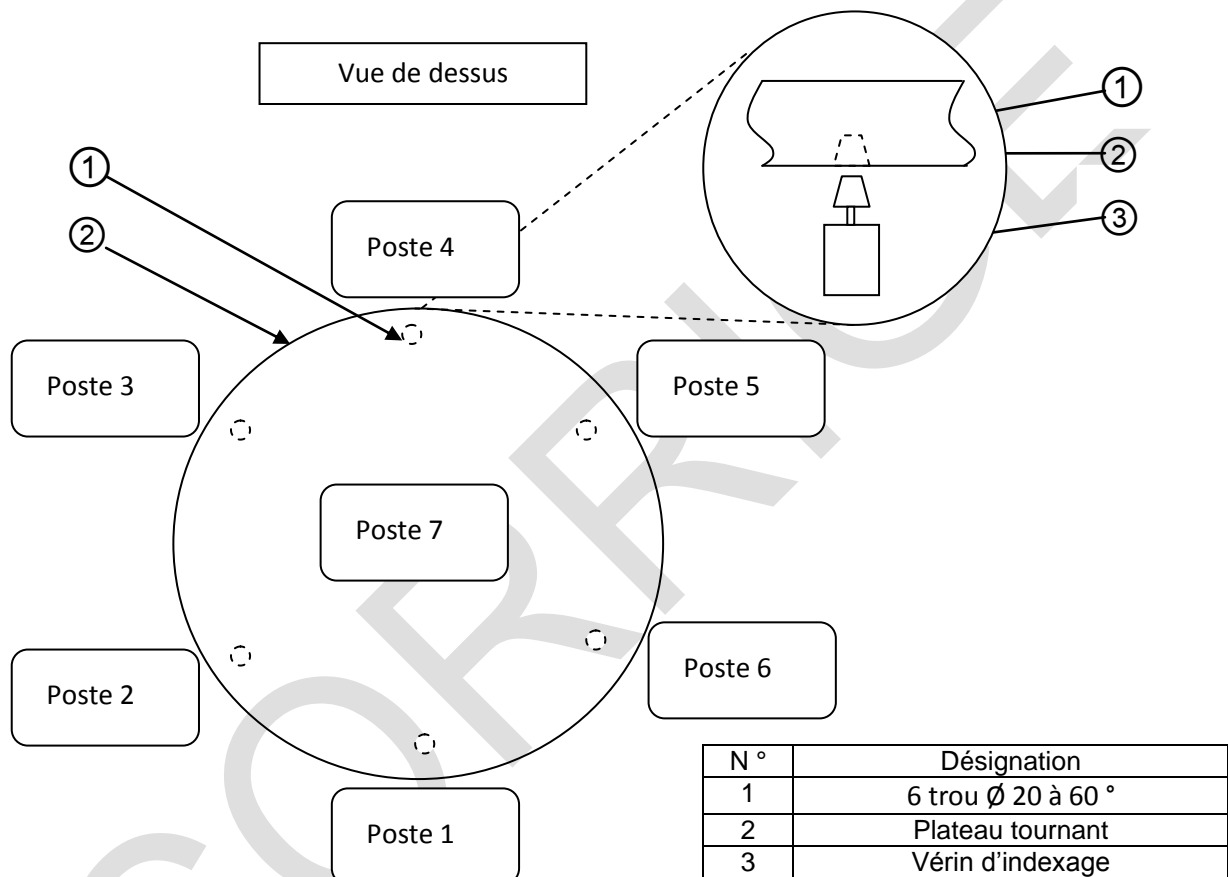 Vue de dessus
1
2
3
1
2
Poste 4
Poste 3
Poste 5
Poste 7
Poste 2
Poste 6
Poste 1
N ° Désignation
1 6 trou Ø 20 à 60 °
2 Plateau tournant
3 Vérin d’indexage